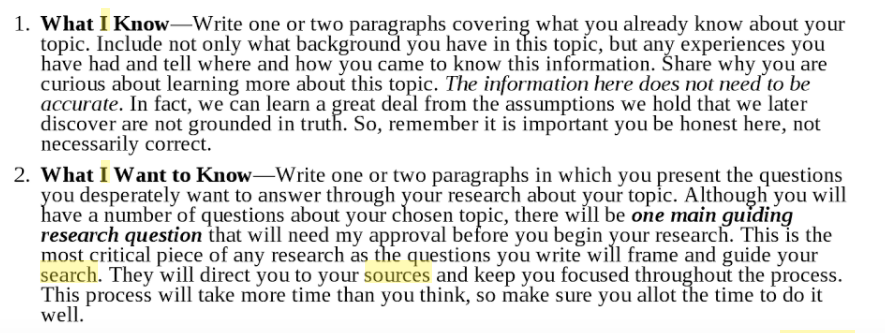 1. What I Know—Write one or two paragraphs covering what you already know about your
topic. Include not only what background you have in this topic, but any experiences you
have had and tell where and how you came to know this information. Share why you are
curious about learning more about this topic. The information here does not need to be
accurate. In fact, we can learn a great deal from the assumptions we hold that we later
discover are not grounded in truth. So, remember it is important you be honest here, not
necessarily correct.
2. What I Want to Know—Write one or two paragraphs in which you present the questions
you desperately want to answer through your research about your topic. Although you will
have a number of questions about your chosen topic, there will be one main guiding
research question that will need my approval before you begin your research. This is the
most critical piece of any research as the questions you write will frame and guide your
search. They will direct you to your sources and keep you focused throughout the process.
This process will take more time than you think, so make sure you allot the time to do it
well.